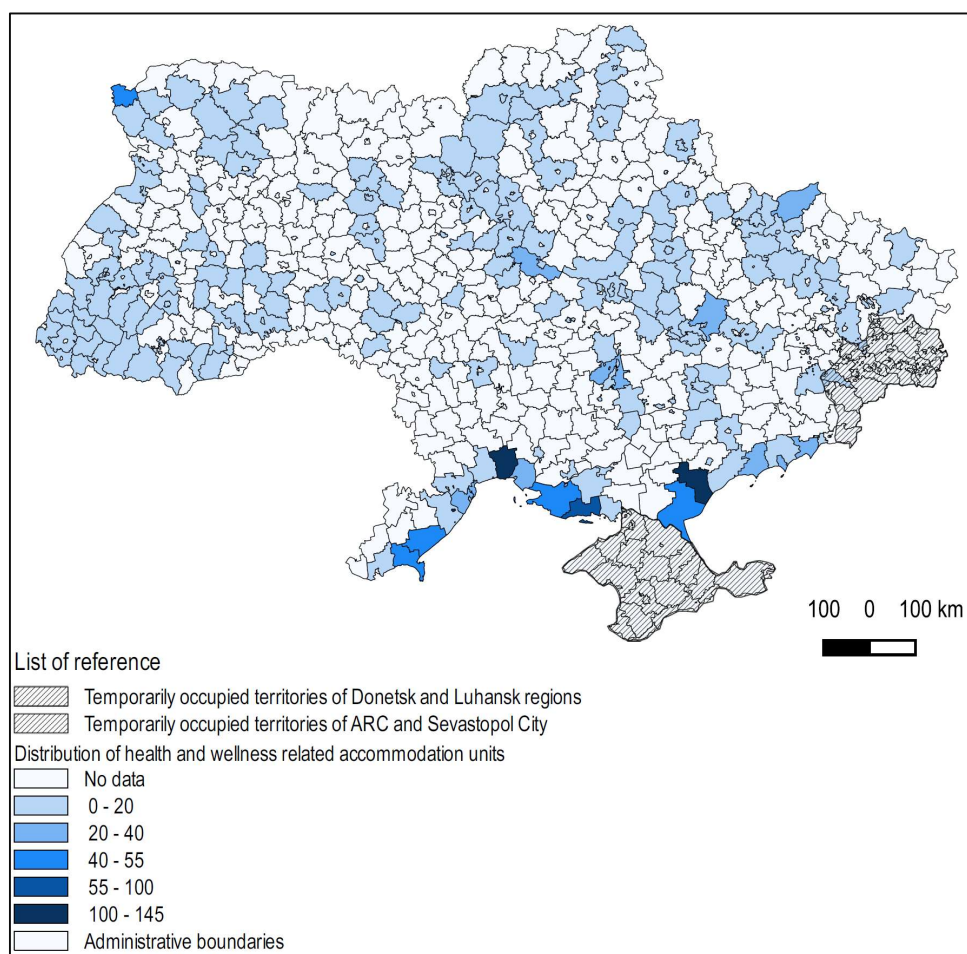 100 0 100 km
List of reference
Temporarily occupied territories of Donetsk and Luhansk regions
Temporarily occupied territories of ARC and Sevastopol City
Distribution of health and wellness related accommodation units
No data
0 - 20
20 - 40
40 - 55
55 - 100
100 - 145
Administrative boundaries